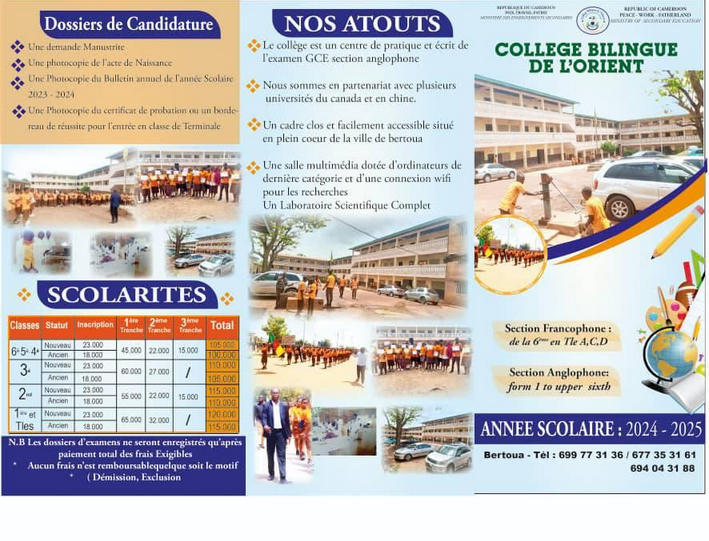 Dossiers de Candidature
Une demande Manustrite
Une photocopie de l'acte de Naissance
Une Photocopie du Bulletin annuel de l'année Scolaire
2023 - 2024
Une Photocopie du certificat de probation ou un borde-
reau de réussite pour l'entrée en classe de Terminale
SCOLARITES
Classes Statut Inscription 1ère Tranche 2ème Tranche 3ème Tranche Total
6e 5e 4e Nouveau 23.000 45.000 22.000 15.000 105.000
Ancien 18.000 100.000
3e Nouveau 23.000 60.000 27.000 / 110.000
Ancien 18.000 105.000
2nd Nouveau 23.000 55.000 22.000 15.000 115.000
Ancien 18.000 110.000
1ère et Tles Nouveau 23.000 65.000 32.000 / 120.000
Ancien 18.000 115.000
N.B Les dossiers d'examens ne seront enregistrés qu'après
paiement total des frais Exigibles
* Aucun frais n'est remboursablequelque soit le motif
* ( Démission, Exclusion
NOS ATOUTS
Le collège est un centre de pratique et écrit de
l'examen GCE section anglophone
Nous sommes en partenariat avec plusieurs
universités du canada et en chine.
Un cadre clos et facilement accessible situé
en plein coeur de la ville de bertoua
Une salle multimédia dotée d'ordinateurs de
dernière catégorie et d'une connexion wifi
pour les recherches
Un Laboratoire Scientifique Complet
REPUBLIQUE DU CAMEROUN
PAIX, TRAVAIL, PATRIE
MINISTERE DES ENSEIGNEMENTS SECONDAIRES
REPUBLIC OF CAMEROON
PEACE - WORK - FATHERLAND
MINISTRY OF SECONDARY EDUCATION
COLLEGE BILINGUE
DE L'ORIENT
Section Francophone :
de la 6ème en Tle A,C,D
Section Anglophone:
form 1 to upper sixth
ANNEE SCOLAIRE : 2024 - 2025
Bertoua - Tél : 699 77 31 36 / 677 35 31 61
694 04 31 88